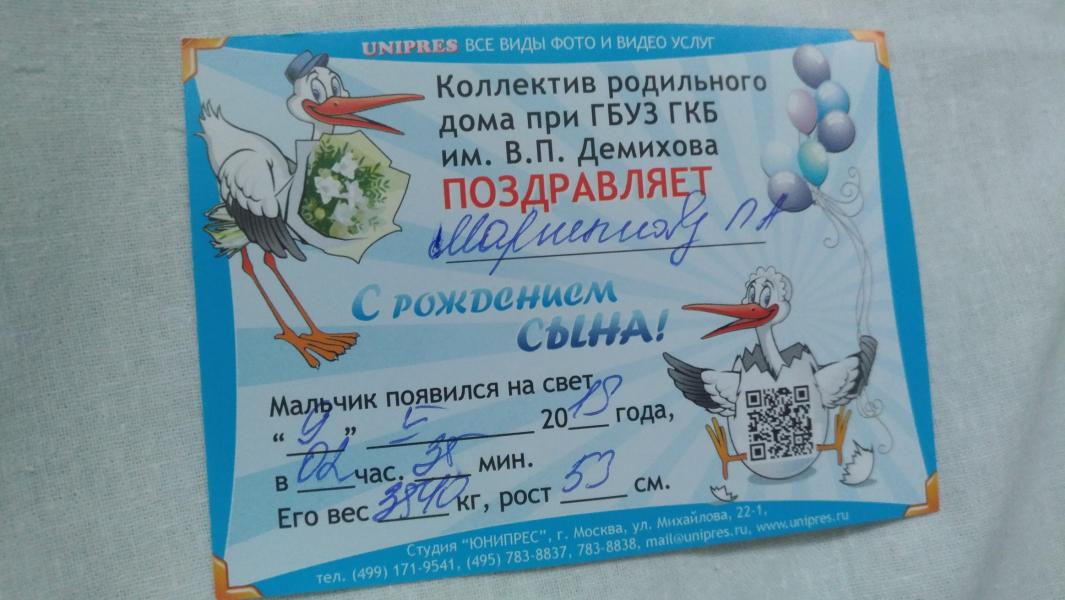 UNIPRES ВСЕ ВИДЫ ФОТО И ВИДЕО УСЛУГ
Коллектив родильного
дома при ГБУЗ ГКБ
им. В.П. Демихова
ПОЗДРАВЛЯЕТ
С РОЖДЕНИЕМ
СЫНА!
Мальчик появился на свет
"9" 5 20 года,
в 02 час. 38 мин.
Его вес 3840 кг, рост 53 см.
Студия "ЮНИПРЕС", г. Москва, ул. Михайлова, 22-1,
тел. (499) 171-9541, (495) 783-8837, 783-8838, mail@unipres.ru, www.unipres.ru